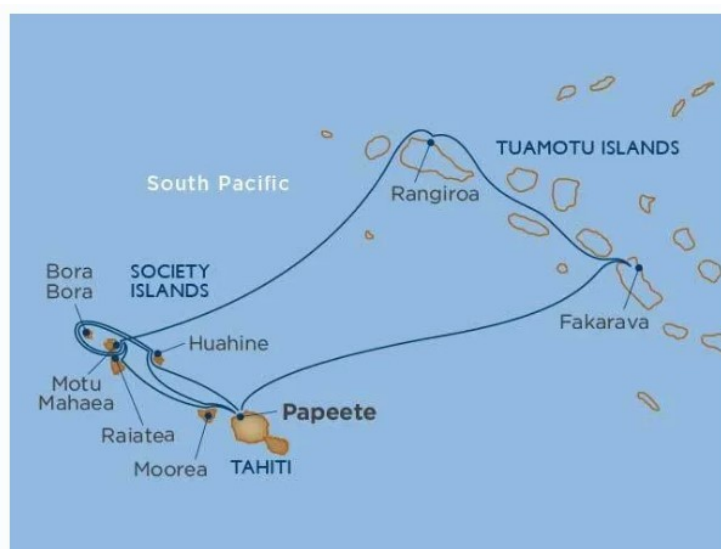 TUAMOTU ISLANDS
Rangiroa
South Pacific
Bora
Bora
SOCIETY
ISLANDS
Fakarava
Huahine
Motu
Mahaea
Papeete
Raiatea
Moorea
TAHITI